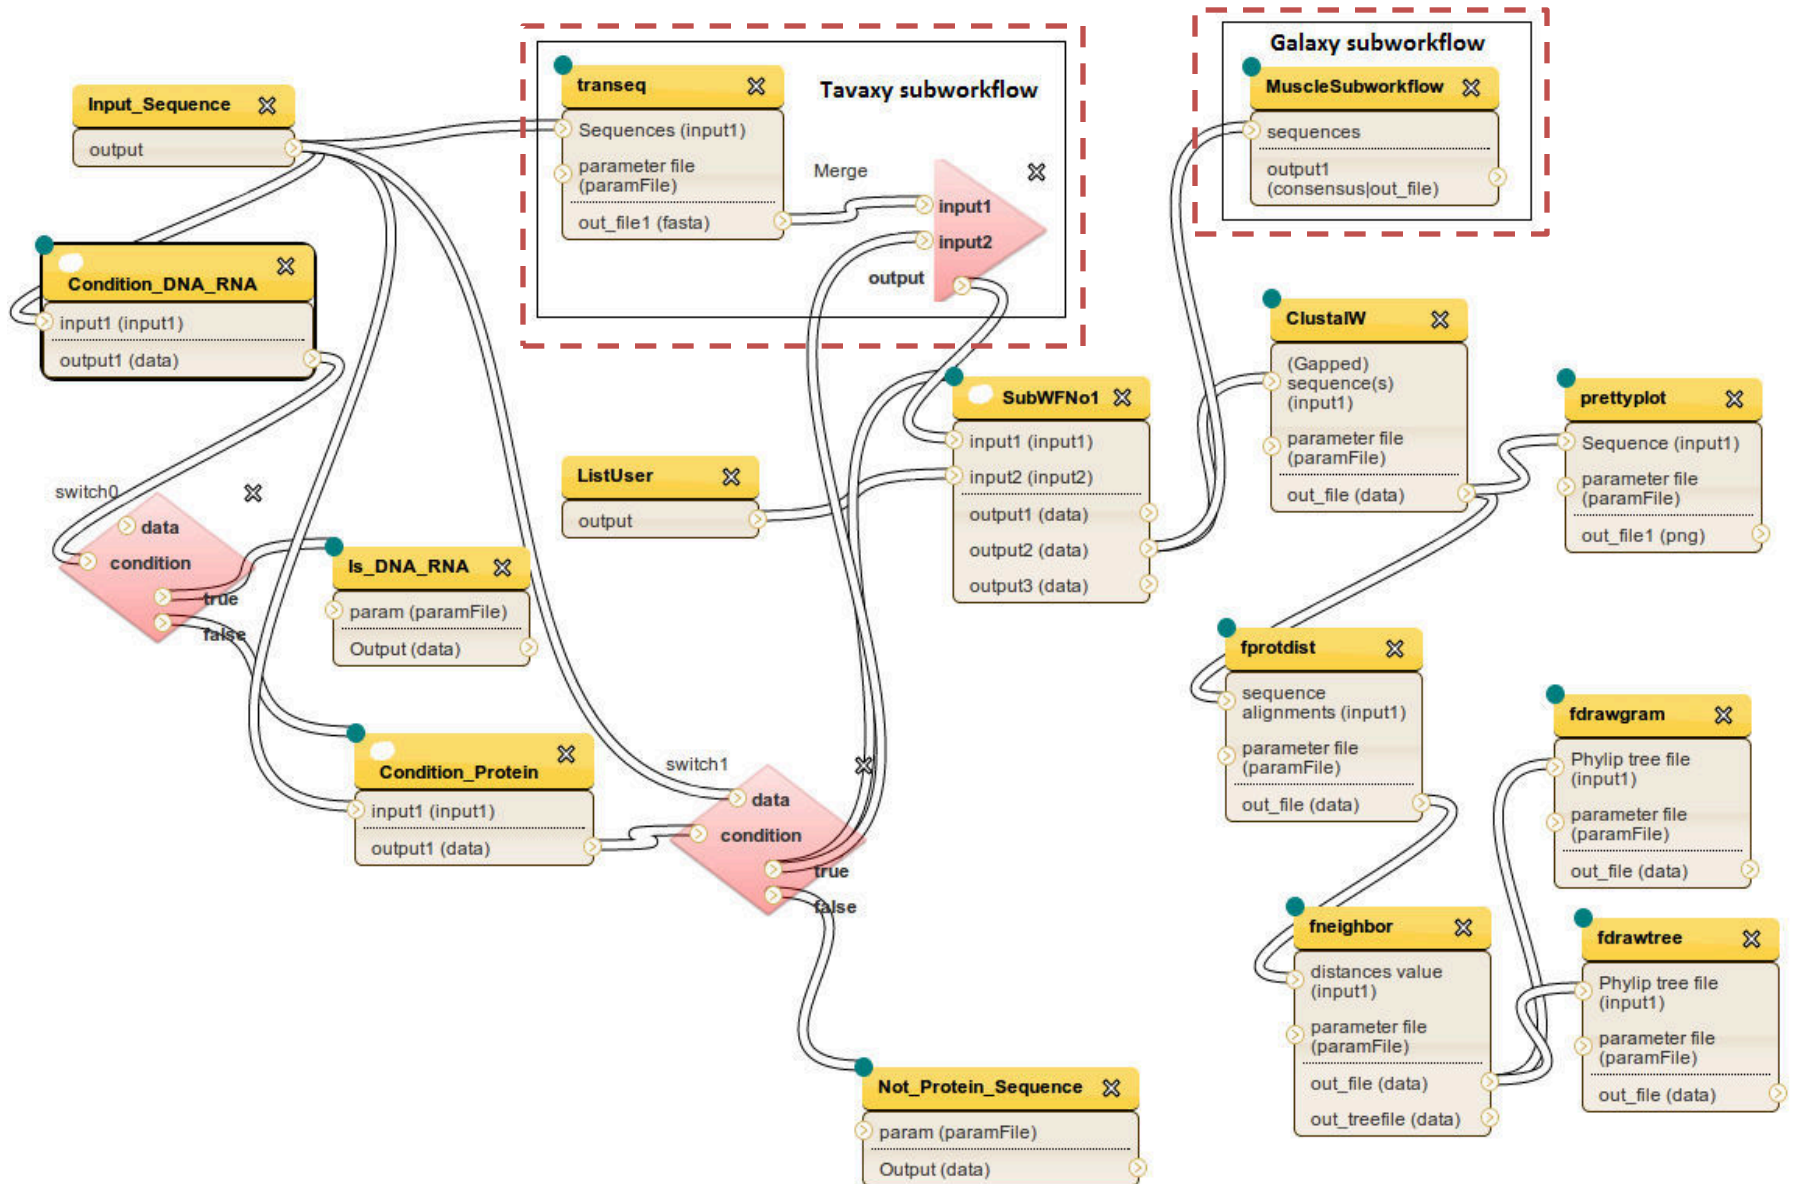 Input_Sequence
output
Tavaxy subworkflow
transeq
Sequences (input1)
parameter file
(paramFile)
out_file1 (fasta)
Merge
input1
input2
output
Galaxy subworkflow
MuscleSubworkflow
sequences
output1
(consensus|out_file)
Condition_DNA_RNA
input1 (input1)
output1 (data)
switch0
data
condition
true
false
Is_DNA_RNA
param (paramFile)
Output (data)
Condition_Protein
input1 (input1)
output1 (data)
switch1
data
condition
true
false
ListUser
output
SubWFNo1
input1 (input1)
input2 (input2)
output1 (data)
output2 (data)
output3 (data)
ClustalW
(Gapped)
sequence(s)
(input1)
parameter file
(paramFile)
out_file (data)
prettyplot
Sequence (input1)
parameter file
(paramFile)
out_file1 (png)
fprotdist
sequence
alignments (input1)
parameter file
(paramFile)
out_file (data)
fdrawgram
Phylip tree file
(input1)
parameter file
(paramFile)
out_file (data)
fneighbor
distances value
(input1)
parameter file
(paramFile)
out_file (data)
out_treefile (data)
fdrawtree
Phylip tree file
(input1)
parameter file
(paramFile)
out_file (data)
Not_Protein_Sequence
param (paramFile)
Output (data)